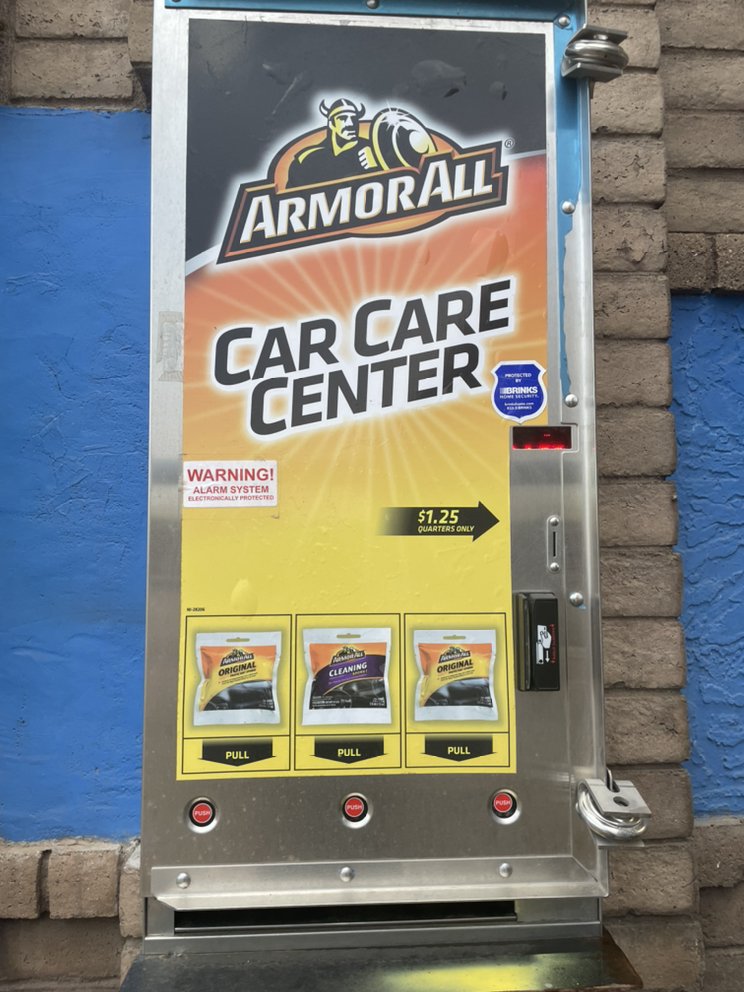 ARMORALL®
CAR CARE
CENTER
PROTECTED
BY
BRINKS
HOME SECURITY.
WARNING!
ALARM SYSTEM
ELECTRONICALLY PROTECTED
$1.25
QUARTERS ONLY
ARMORALL
ORIGINAL
ARMORALL
CLEANING
ARMORALL
ORIGINAL
PULL
PULL
PULL
PUSH
PUSH
PUSH